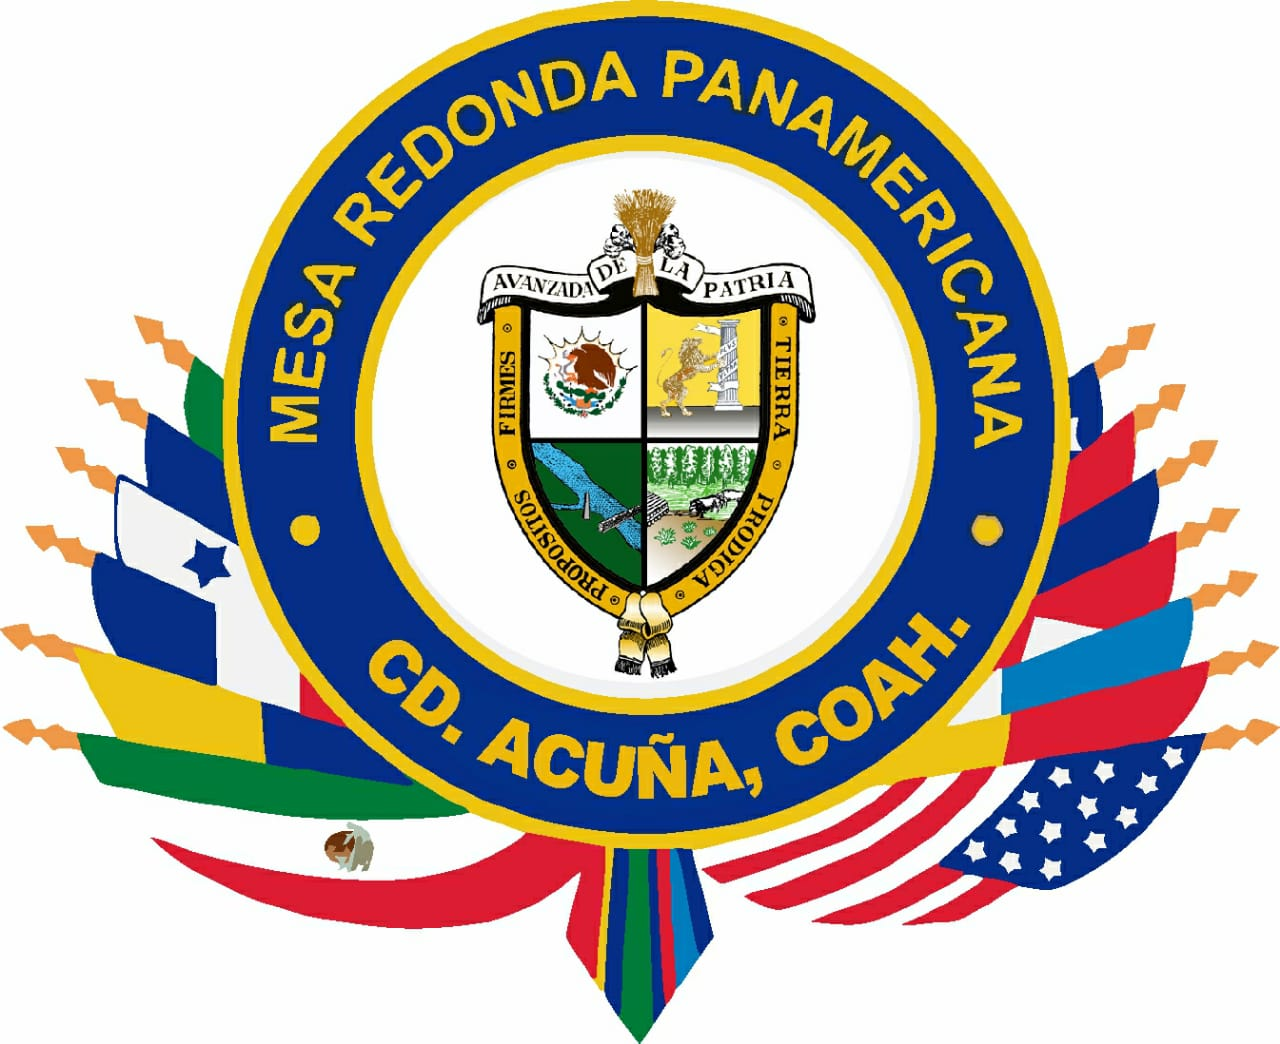 MESA REDONDA PANAMERICANA
AVANZADA DE LA PATRIA
FIRMES PROPOSITOS
TIERRA PRODIGA
CD. ACUÑA, COAH.